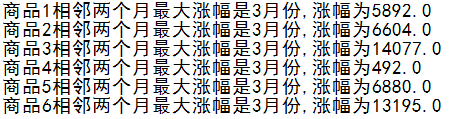 商品1相邻两个月最大涨幅是3月份,涨幅为5892.0
商品2相邻两个月最大涨幅是3月份,涨幅为6604.0
商品3相邻两个月最大涨幅是3月份,涨幅为14077.0
商品4相邻两个月最大涨幅是3月份,涨幅为492.0
商品5相邻两个月最大涨幅是3月份,涨幅为6880.0
商品6相邻两个月最大涨幅是3月份,涨幅为13195.0